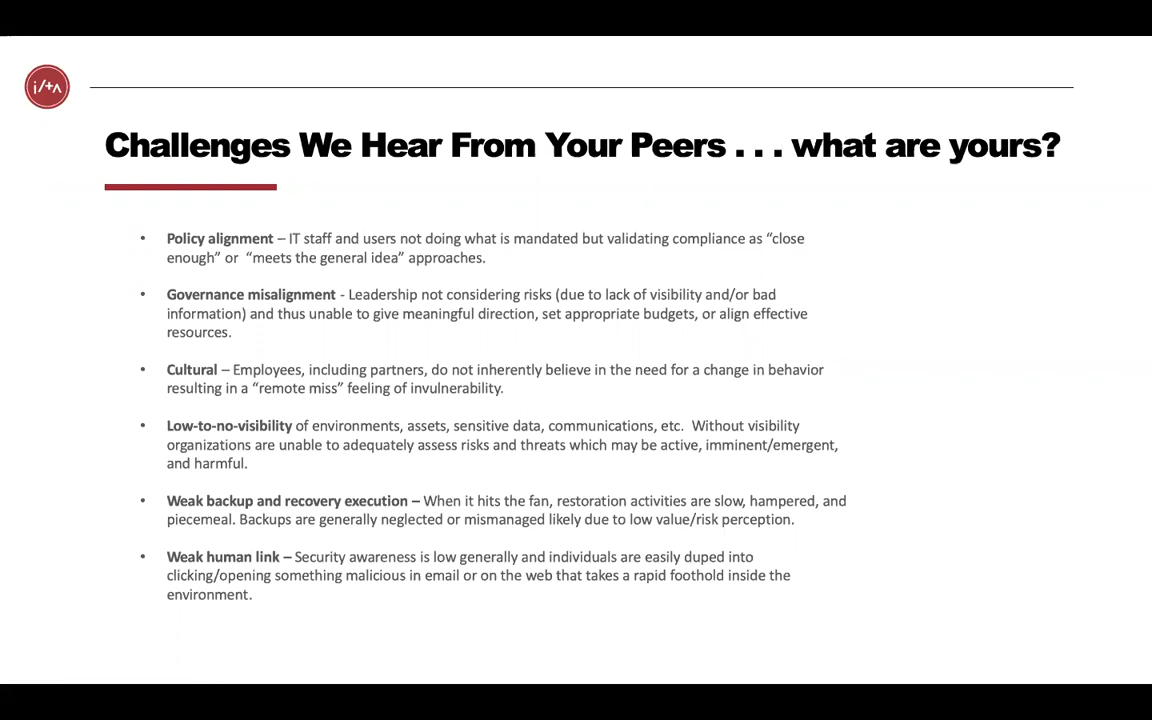 i/t∧
Challenges We Hear From Your Peers . . . what are yours?
• Policy alignment – IT staff and users not doing what is mandated but validating compliance as “close
enough” or “meets the general idea” approaches.
• Governance misalignment - Leadership not considering risks (due to lack of visibility and/or bad
information) and thus unable to give meaningful direction, set appropriate budgets, or align effective
resources.
• Cultural – Employees, including partners, do not inherently believe in the need for a change in behavior
resulting in a “remote miss” feeling of invulnerability.
• Low-to-no-visibility of environments, assets, sensitive data, communications, etc. Without visibility
organizations are unable to adequately assess risks and threats which may be active, imminent/emergent,
and harmful.
• Weak backup and recovery execution – When it hits the fan, restoration activities are slow, hampered, and
piecemeal. Backups are generally neglected or mismanaged likely due to low value/risk perception.
• Weak human link – Security awareness is low generally and individuals are easily duped into
clicking/opening something malicious in email or on the web that takes a rapid foothold inside the
environment.